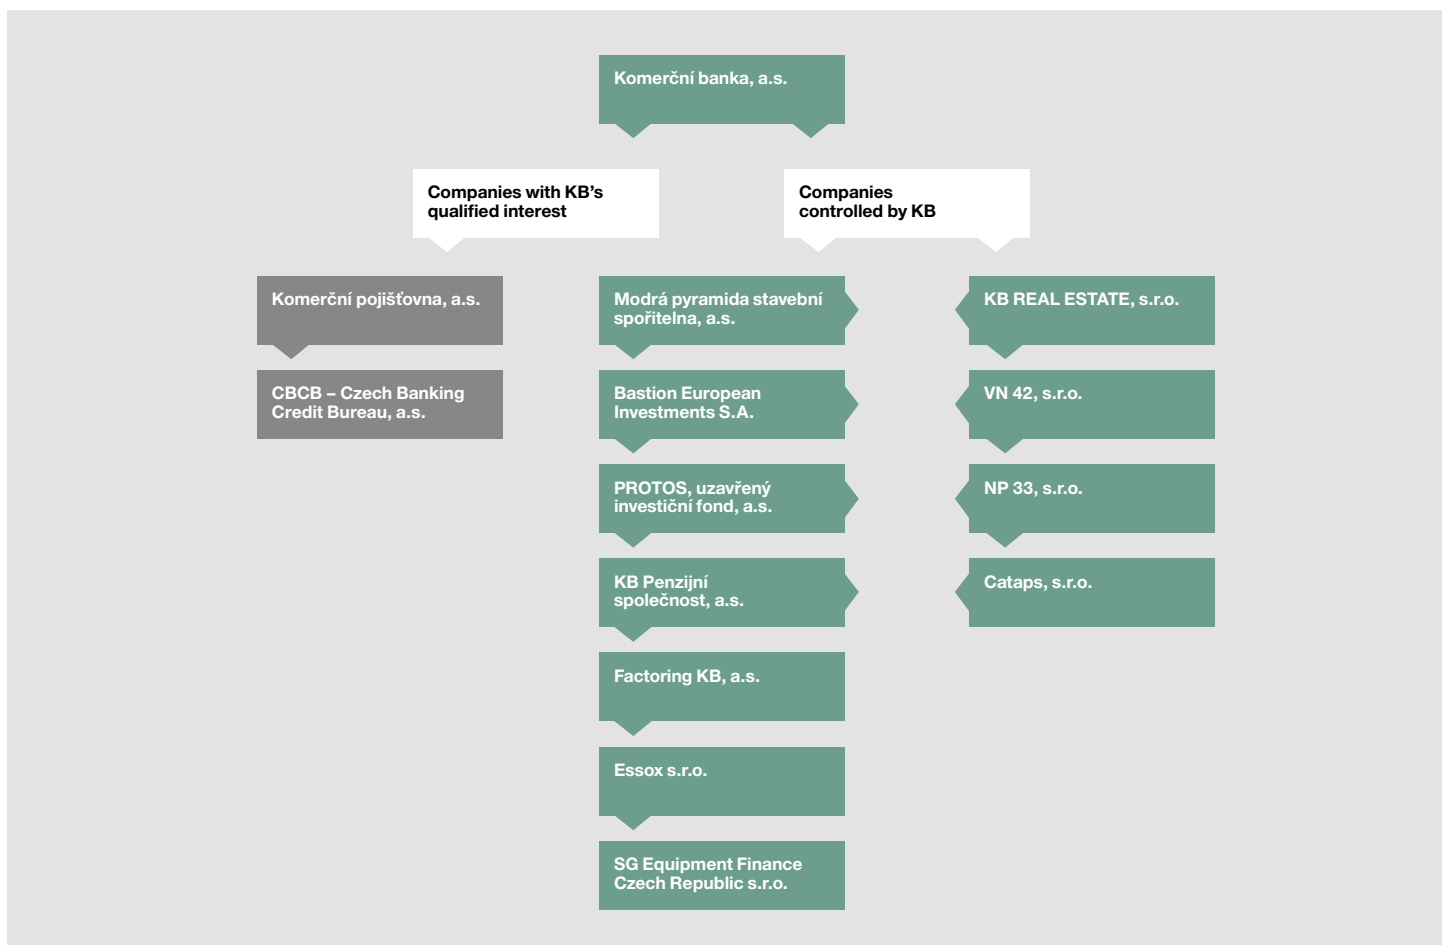 Komerční banka, a.s.
Companies with KB’s
qualified interest
Companies
controlled by KB
Komerční pojišťovna, a.s.
CBCB – Czech Banking
Credit Bureau, a.s.
Modrá pyramida stavební
spořitelna, a.s.
Bastion European
Investments S.A.
PROTOS, uzavřený
investiční fond, a.s.
KB Penzijní
společnost, a.s.
Factoring KB, a.s.
Essox s.r.o.
SG Equipment Finance
Czech Republic s.r.o.
KB REAL ESTATE, s.r.o.
VN 42, s.r.o.
NP 33, s.r.o.
Cataps, s.r.o.